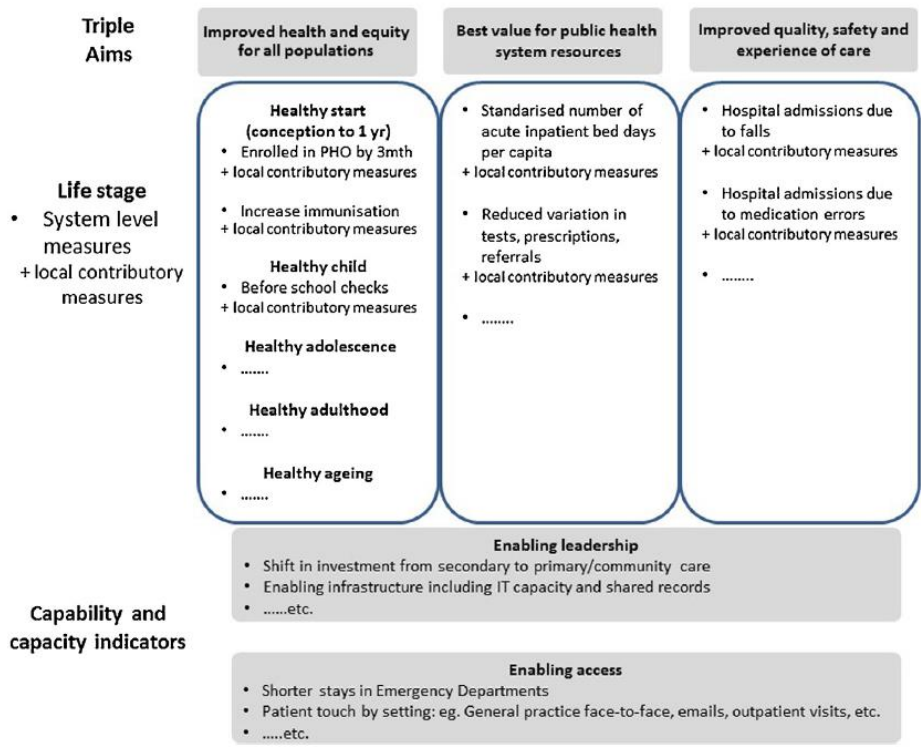 Triple
Aims
Improved health and equity
for all populations
Best value for public health
system resources
Improved quality, safety and
experience of care
Life stage
• System level
measures
+ local contributory
measures
Healthy start
(conception to 1 yr)
• Enrolled in PHO by 3mth
+ local contributory measures
• Increase immunisation
+ local contributory measures
Healthy child
• Before school checks
+ local contributory measures
Healthy adolescence
• .......
Healthy adulthood
• .......
Healthy ageing
• .......
• Standarised number of
acute inpatient bed days
per capita
+ local contributory measures
• Reduced variation in
tests, prescriptions,
referrals
+ local contributory measures
• ........
• Hospital admissions due
to falls
+ local contributory measures
• Hospital admissions due
to medication errors
+ local contributory measures
• ........
Capability and
capacity indicators
Enabling leadership
• Shift in investment from secondary to primary/community care
• Enabling infrastructure including IT capacity and shared records
• ......etc.
Enabling access
• Shorter stays in Emergency Departments
• Patient touch by setting: eg. General practice face-to-face, emails, outpatient visits, etc.
• .....etc.